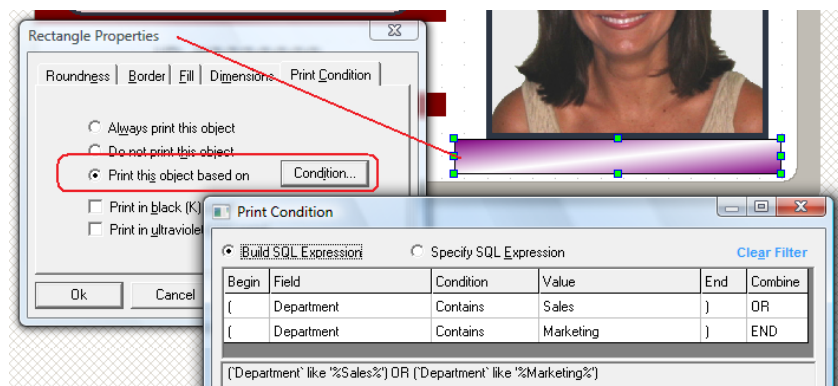 Rectangle Properties
Roundness Border Fill Dimensions Print Condition
Always print this object
Do not print this object
Print this object based on Condition...
Print in black (K)
Print in ultraviolet
Ok Cancel
Print Condition
Build SQL Expression Specify SQL Expression Clear Filter
Begin Field Condition Value End Combine
( Department Contains Sales ) OR
( Department Contains Marketing ) END
(`Department` like '%Sales%') OR (`Department` like '%Marketing%')